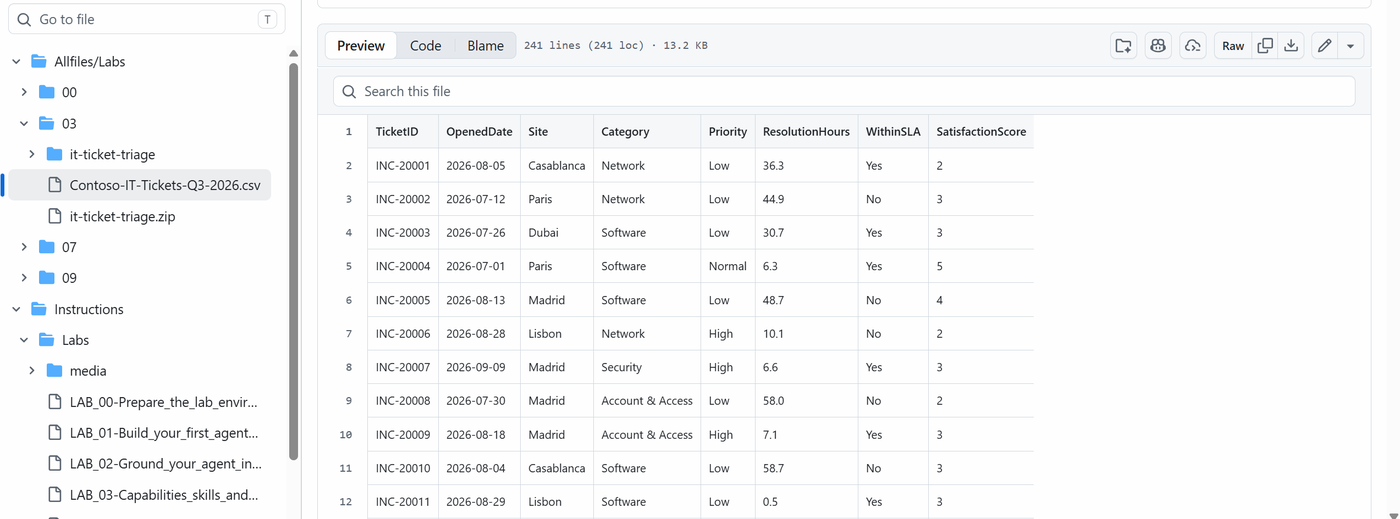 Go to file T
Allfiles/Labs
00
03
it-ticket-triage
Contoso-IT-Tickets-Q3-2026.csv
it-ticket-triage.zip
07
09
Instructions
Labs
media
LAB_00-Prepare_the_lab_envir...
LAB_01-Build_your_first_agent...
LAB_02-Ground_your_agent_in...
LAB_03-Capabilities_skills_and...
Preview Code Blame 241 lines (241 loc) · 13.2 KB Raw
Search this file
1 TicketID OpenedDate Site Category Priority ResolutionHours WithinSLA SatisfactionScore
2 INC-20001 2026-08-05 Casablanca Network Low 36.3 Yes 2
3 INC-20002 2026-07-12 Paris Network Low 44.9 No 3
4 INC-20003 2026-07-26 Dubai Software Low 30.7 Yes 3
5 INC-20004 2026-07-01 Paris Software Normal 6.3 Yes 5
6 INC-20005 2026-08-13 Madrid Software Low 48.7 No 4
7 INC-20006 2026-08-28 Lisbon Network High 10.1 No 2
8 INC-20007 2026-09-09 Madrid Security High 6.6 Yes 3
9 INC-20008 2026-07-30 Madrid Account & Access Low 58.0 No 2
10 INC-20009 2026-08-18 Madrid Account & Access High 7.1 Yes 3
11 INC-20010 2026-08-04 Casablanca Software Low 58.7 No 3
12 INC-20011 2026-08-29 Lisbon Software Low 0.5 Yes 3